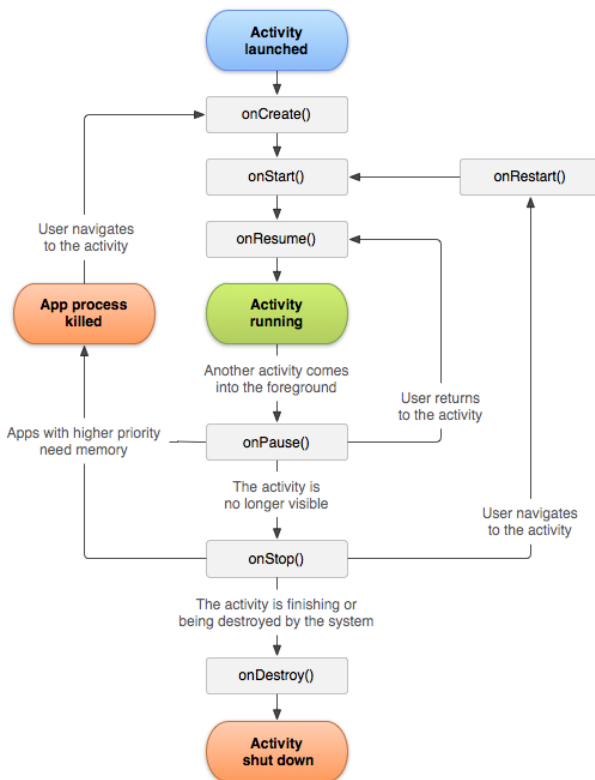 Activity
launched
onCreate()
onStart()
onRestart()
User navigates
to the activity
onResume()
App process
killed
Activity
running
Another activity comes
into the foreground
User returns
to the activity
Apps with higher priority
need memory
onPause()
The activity is
no longer visible
User navigates
to the activity
onStop()
The activity is finishing or
being destroyed by the system
onDestroy()
Activity
shut down